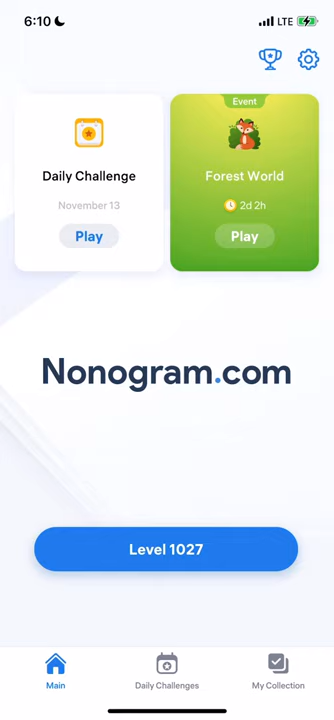 6:10
LTE
Event
Daily Challenge
November 13
Play
Forest World
2d 2h
Play
Nonogram.com
Level 1027
Main
Daily Challenges
My Collection